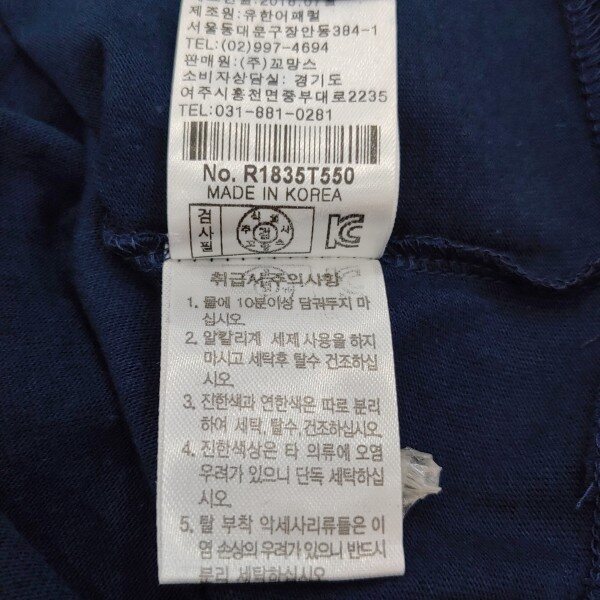 제조원:유한어패럴
서울동대문구장안동384-1
TEL:(02)997-4694
판매원:(주)꼬망스
소비자상담실:경기도
여주시흥천면중부대로2235
TEL:031-881-0281
No. R1835T550
MADE IN KOREA
검사필
취급시주의사항
1. 물에 10분이상 담궈두지 마
십시오.
2. 알칼리계 세제 사용을 하지
마시고 세탁후 탈수 건조하십
시오.
3. 진한색과 연한색은 따로 분리
하여 세탁, 탈수, 건조하십시오.
4. 진한색상은 타 의류에 오염
우려가 있으니 단독 세탁하십
시오.
5. 탈 부착 악세사리류들은 이
염 손상의 우려가 있으니 반드시
분리 세탁하십시오.